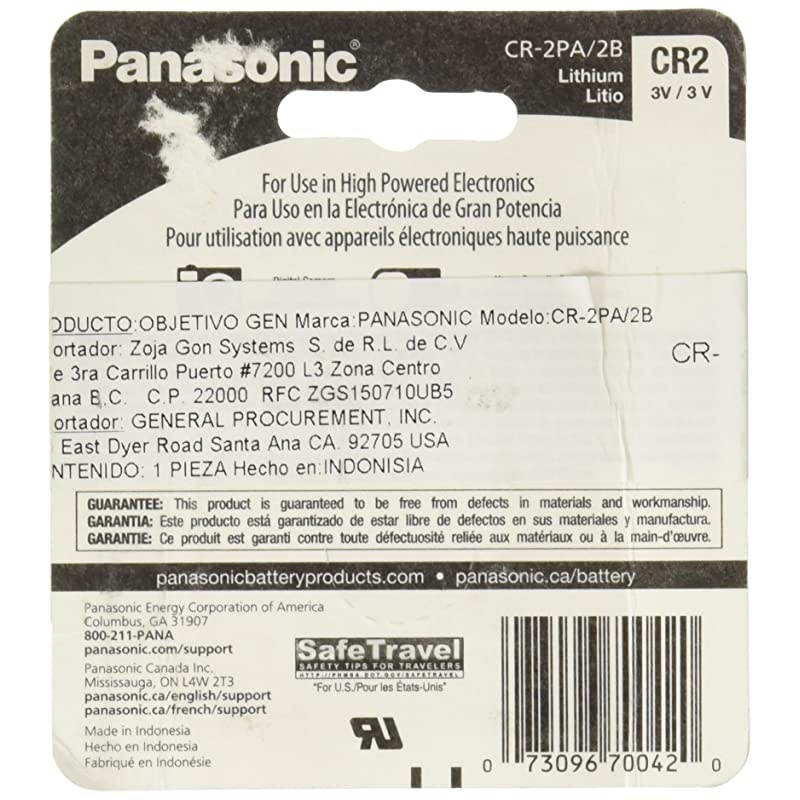 Panasonic®
CR-2PA/2B
Lithium
Litio
CR2
3V / 3 V
For Use in High Powered Electronics
Para Uso en la Electrónica de Gran Potencia
Pour utilisation avec appareils électroniques haute puissance
Digital Camera
ODUCTO:OBJETIVO GEN Marca:PANASONIC Modelo:CR-2PA/2B
ortador: Zoja Gon Systems S. de R.L. de C.V
CR-
e 3ra Carrillo Puerto #7200 L3 Zona Centro
ana B.C. C.P. 22000 RFC ZGS150710UB5
ortador: GENERAL PROCUREMENT, INC.
East Dyer Road Santa Ana CA. 92705 USA
NTENIDO: 1 PIEZA Hecho en:INDONISIA
GUARANTEE: This product is guaranteed to be free from defects in materials and workmanship.
GARANTIA: Este producto está garantizado de estar libre de defectos en sus materiales y manufactura.
GARANTIE: Ce produit est garanti contre toute défectuosité reliée aux matériaux ou à la main-d'œuvre.
panasonicbatteryproducts.com • panasonic.ca/battery
Panasonic Energy Corporation of America
Columbus, GA 31907
800-211-PANA
panasonic.com/support
Panasonic Canada Inc.
Mississauga, ON L4W 2T3
panasonic.ca/english/support
panasonic.ca/french/support
Made in Indonesia
Hecho en Indonesia
Fabriqué en Indonésie
SafeTravel
SAFETY TIPS FOR TRAVELERS
HTTP://PHMSA.DOT.GOV/SAFETRAVEL
"For U.S./Pour les États-Unis"
0 73096 70042 0